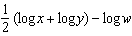 1/2 (log x + log y) − log w